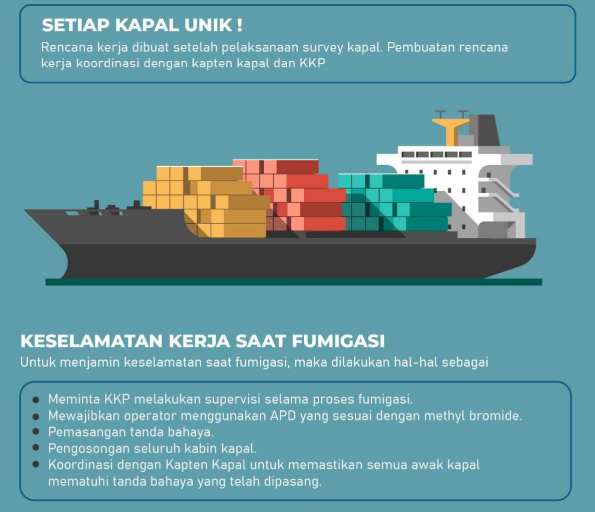 SETIAP KAPAL UNIK !
Rencana kerja dibuat setelah pelaksanaan survey kapal. Pembuatan rencana
kerja koordinasi dengan kapten kapal dan KKP
KESELAMATAN KERJA SAAT FUMIGASI
Untuk menjamin keselamatan saat fumigasi, maka dilakukan hal-hal sebagai
● Meminta KKP melakukan supervisi selama proses fumigasi.
● Mewajibkan operator menggunakan APD yang sesuai dengan methyl bromide.
● Pemasangan tanda bahaya.
● Pengosongan seluruh kabin kapal.
● Koordinasi dengan Kapten Kapal untuk memastikan semua awak kapal
mematuhi tanda bahaya yang telah dipasang.